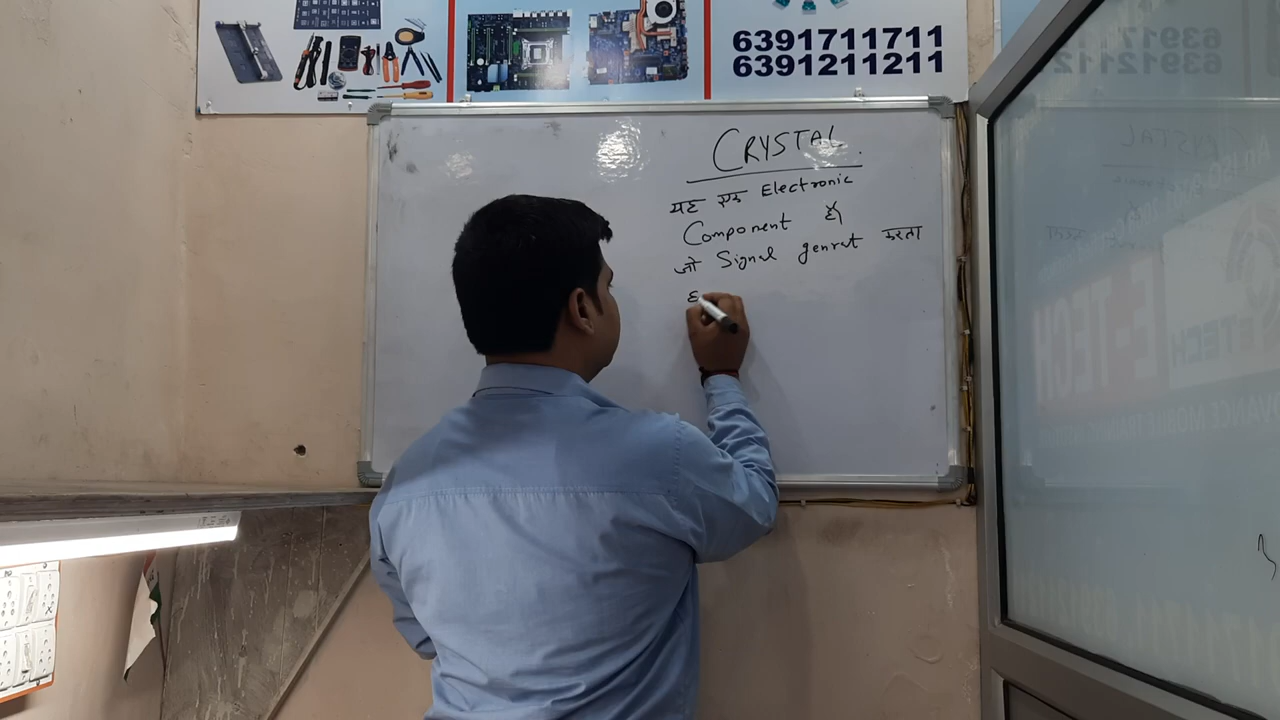 6391711711
6391211211
CRYSTAL.
यह एक Electronic
Component है।
जो Signal genrat करता
ह